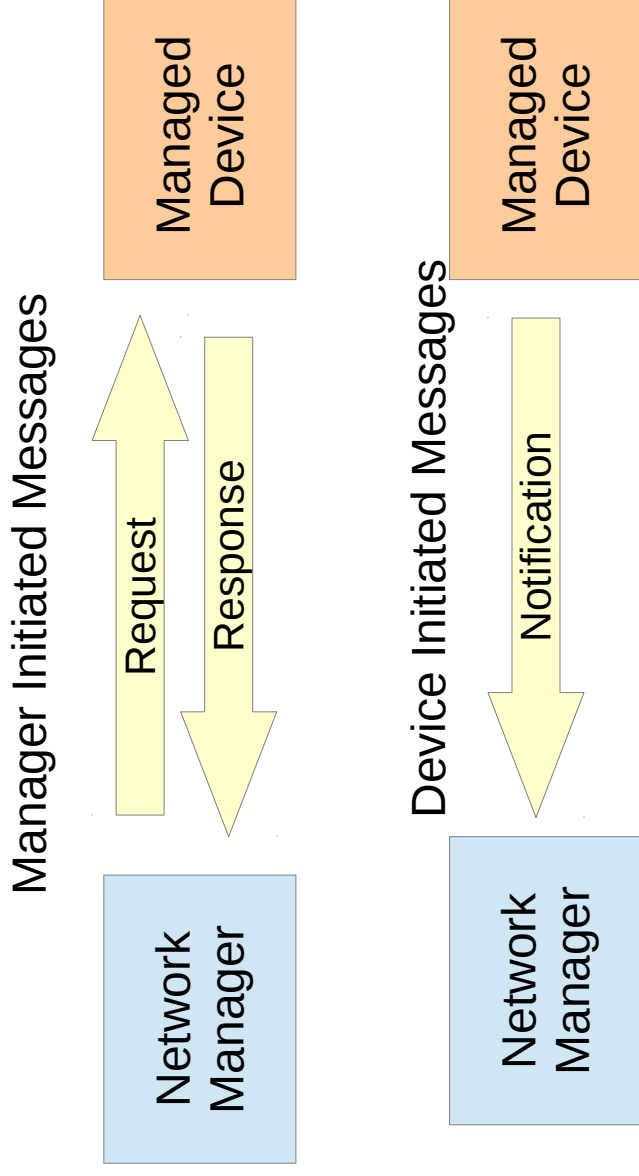 Manager Initiated Messages
Network
Manager
Request
Response
Managed
Device
Device Initiated Messages
Network
Manager
Notification
Managed
Device